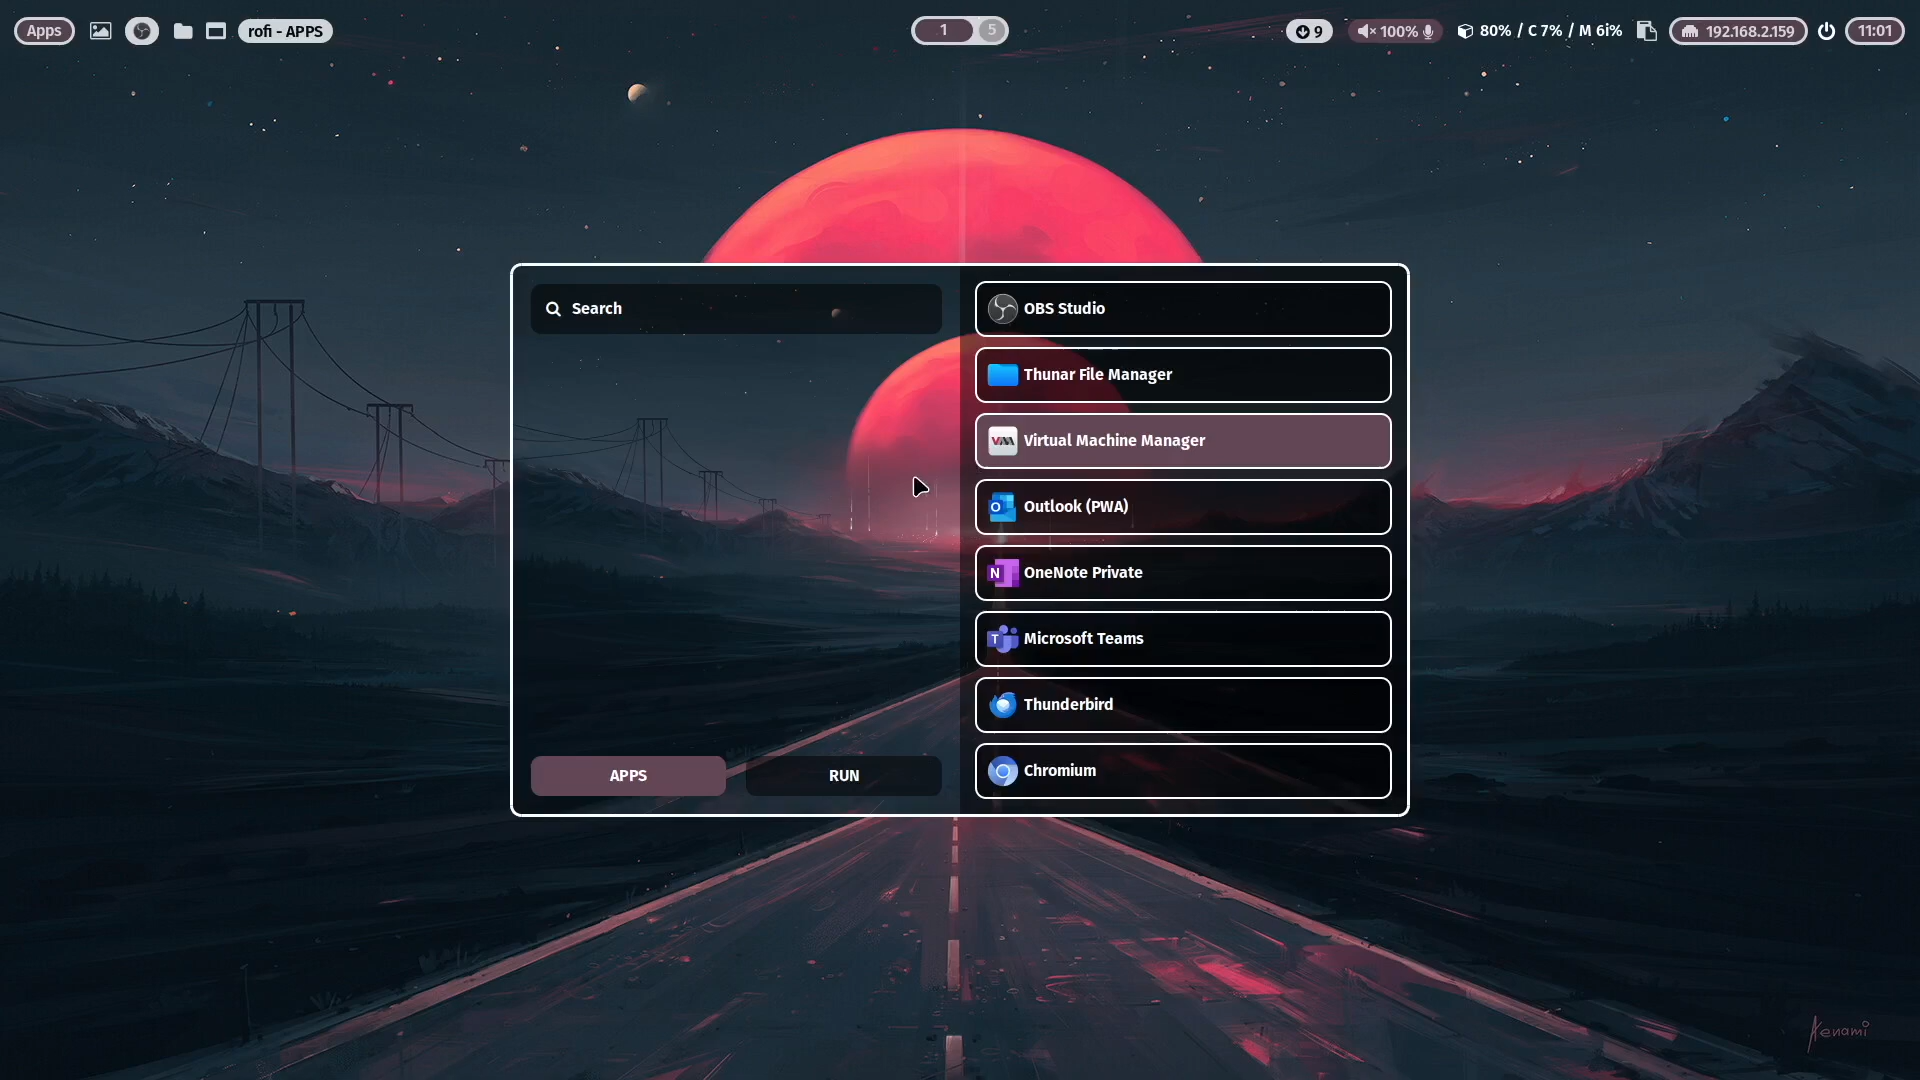 Apps
rofi - APPS
1 5
9
100%
80% / C 7% / M 6i%
192.168.2.159
11:01
Search
OBS Studio
Thunar File Manager
Virtual Machine Manager
Outlook (PWA)
OneNote Private
Microsoft Teams
Thunderbird
Chromium
APPS
RUN
Kenami